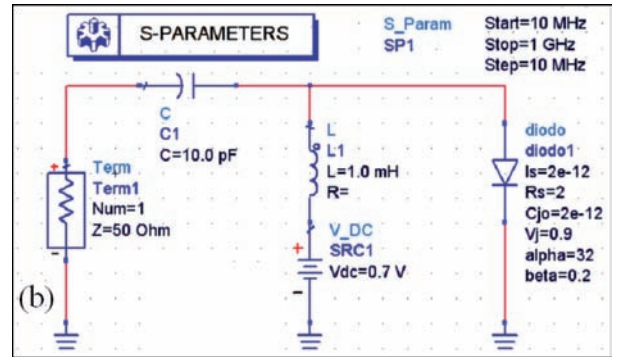 S-PARAMETERS
S_Param
SP1
Start=10 MHz
Stop=1 GHz
Step=10 MHz
C
C1
C=10.0 pF
+
Term
Term1
Num=1
Z=50 Ohm
-
L
L1
L=1.0 mH
R=
+
V_DC
SRC1
Vdc=0.7 V
-
diodo
diodo1
Is=2e-12
Rs=2
Cjo=2e-12
Vj=0.9
alpha=32
beta=0.2
(b)